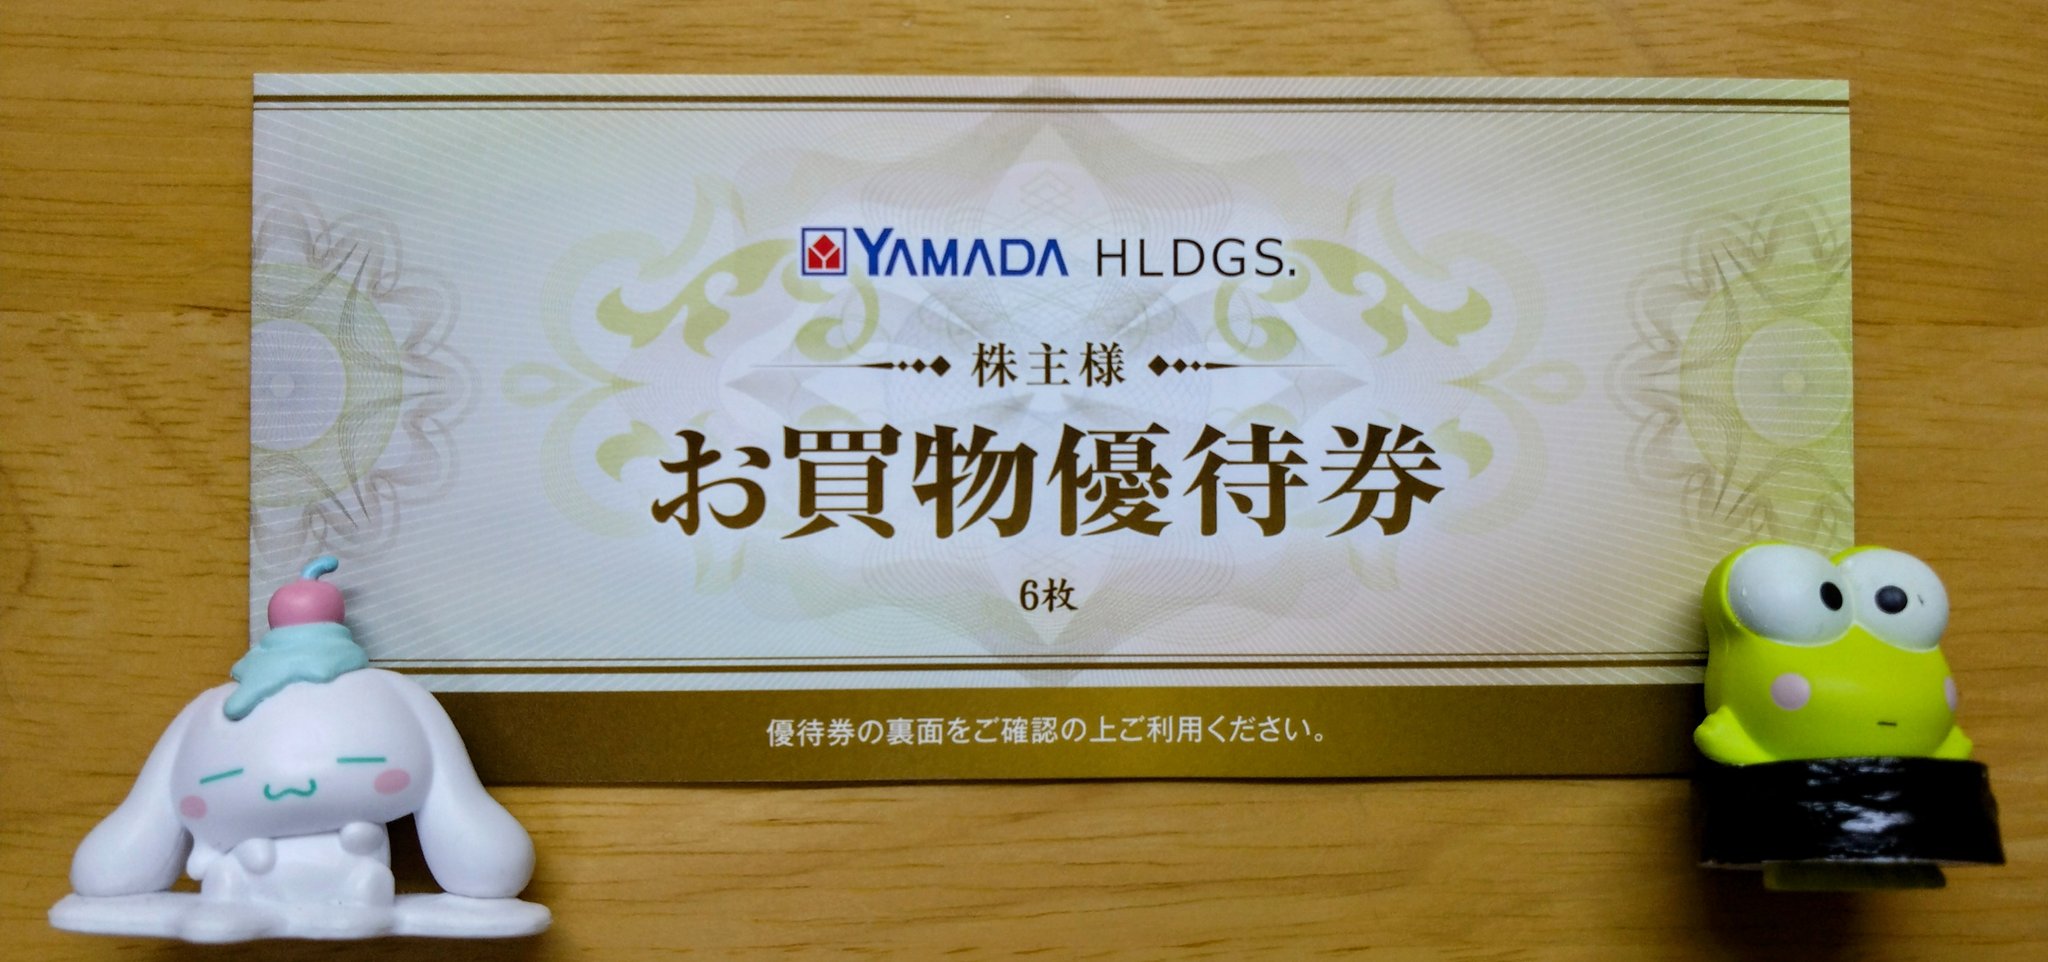 YAMADA HLDGS.
株主様
お買物優待券
6枚
優待券の裏面をご確認の上ご利用ください。